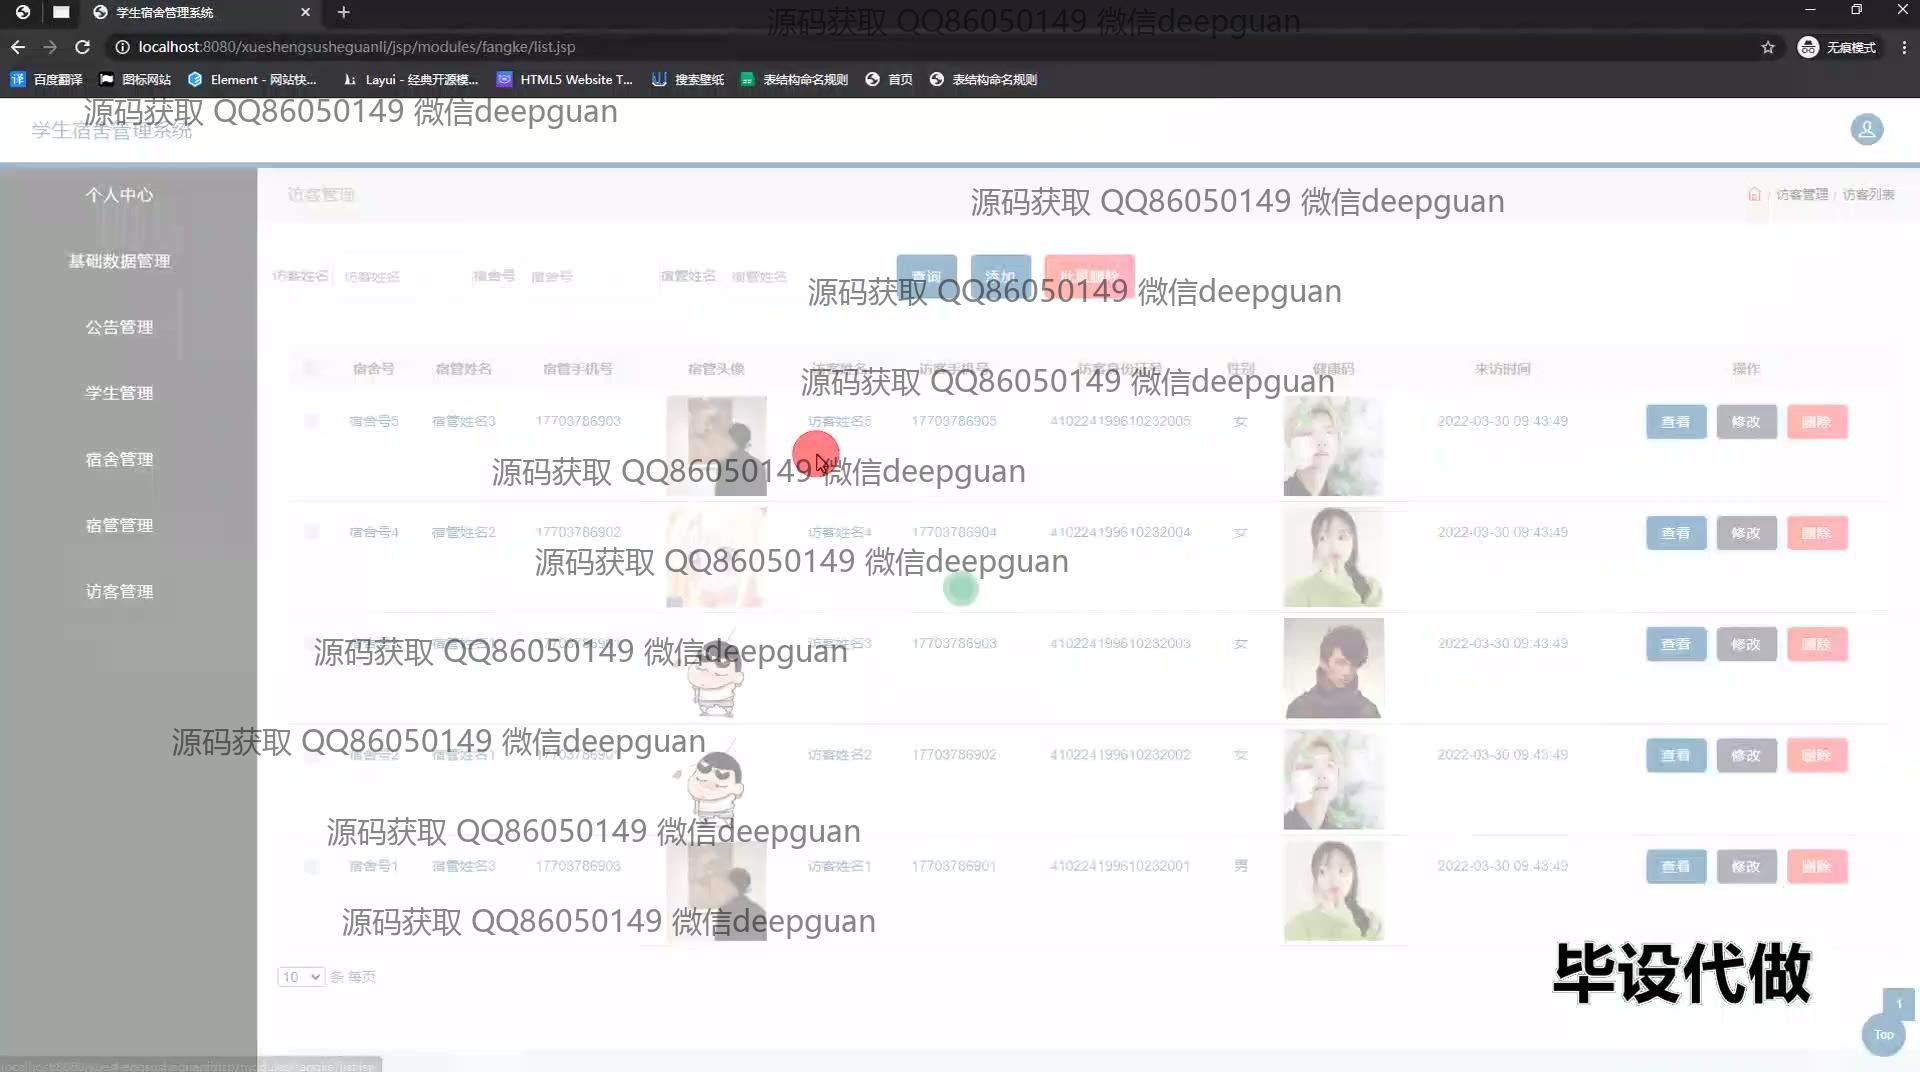 学生宿舍管理系统
源码获取 QQ86050149 微信deepguan
localhost:8080/xueshengsusheguanli/jsp/modules/fangke/list.jsp
无痕模式
百度翻译 图标网站 Element - 网站快... Layui - 经典开源模... HTML5 Website T... 搜索壁纸 表结构命名规则 首页 表结构命名规则
源码获取 QQ86050149 微信deepguan
学生宿舍管理系统
个人中心
访客管理
源码获取 QQ86050149 微信deepguan
/ 访客管理 / 访客列表
基础数据管理
访客姓名 访客姓名 宿舍号 宿舍号 宿管姓名 宿管姓名 查询 添加 批量删除
源码获取 QQ86050149 微信deepguan
公告管理
宿舍号 宿管姓名 宿管手机号 宿管头像 访客姓名 访客手机号 访客身份证号 性别 健康码 来访时间 操作
源码获取 QQ86050149 微信deepguan
学生管理
宿舍号5 宿管姓名3 17703786903 访客姓名5 17703786905 410224199610232005 女 2022-03-30 09:43:49 查看 修改 删除
宿舍管理
源码获取 QQ86050149 微信deepguan
宿管管理
宿舍号4 宿管姓名2 17703786902 访客姓名4 17703786904 410224199610232004 女 2022-03-30 09:43:49 查看 修改 删除
源码获取 QQ86050149 微信deepguan
访客管理
宿管姓名1 访客姓名3 17703786903 410224199610232003 女 2022-03-30 09:43:49 查看 修改 删除
源码获取 QQ86050149 微信deepguan
源码获取 QQ86050149 微信deepguan
宿舍号2 宿管姓名1 访客姓名2 17703786902 410224199610232002 女 2022-03-30 09:43:49 查看 修改 删除
源码获取 QQ86050149 微信deepguan
宿舍号1 宿管姓名3 17703786903 访客姓名1 17703786901 410224199610232001 男 2022-03-30 09:43:49 查看 修改 删除
源码获取 QQ86050149 微信deepguan
10 条 每页
毕设代做
1
Top